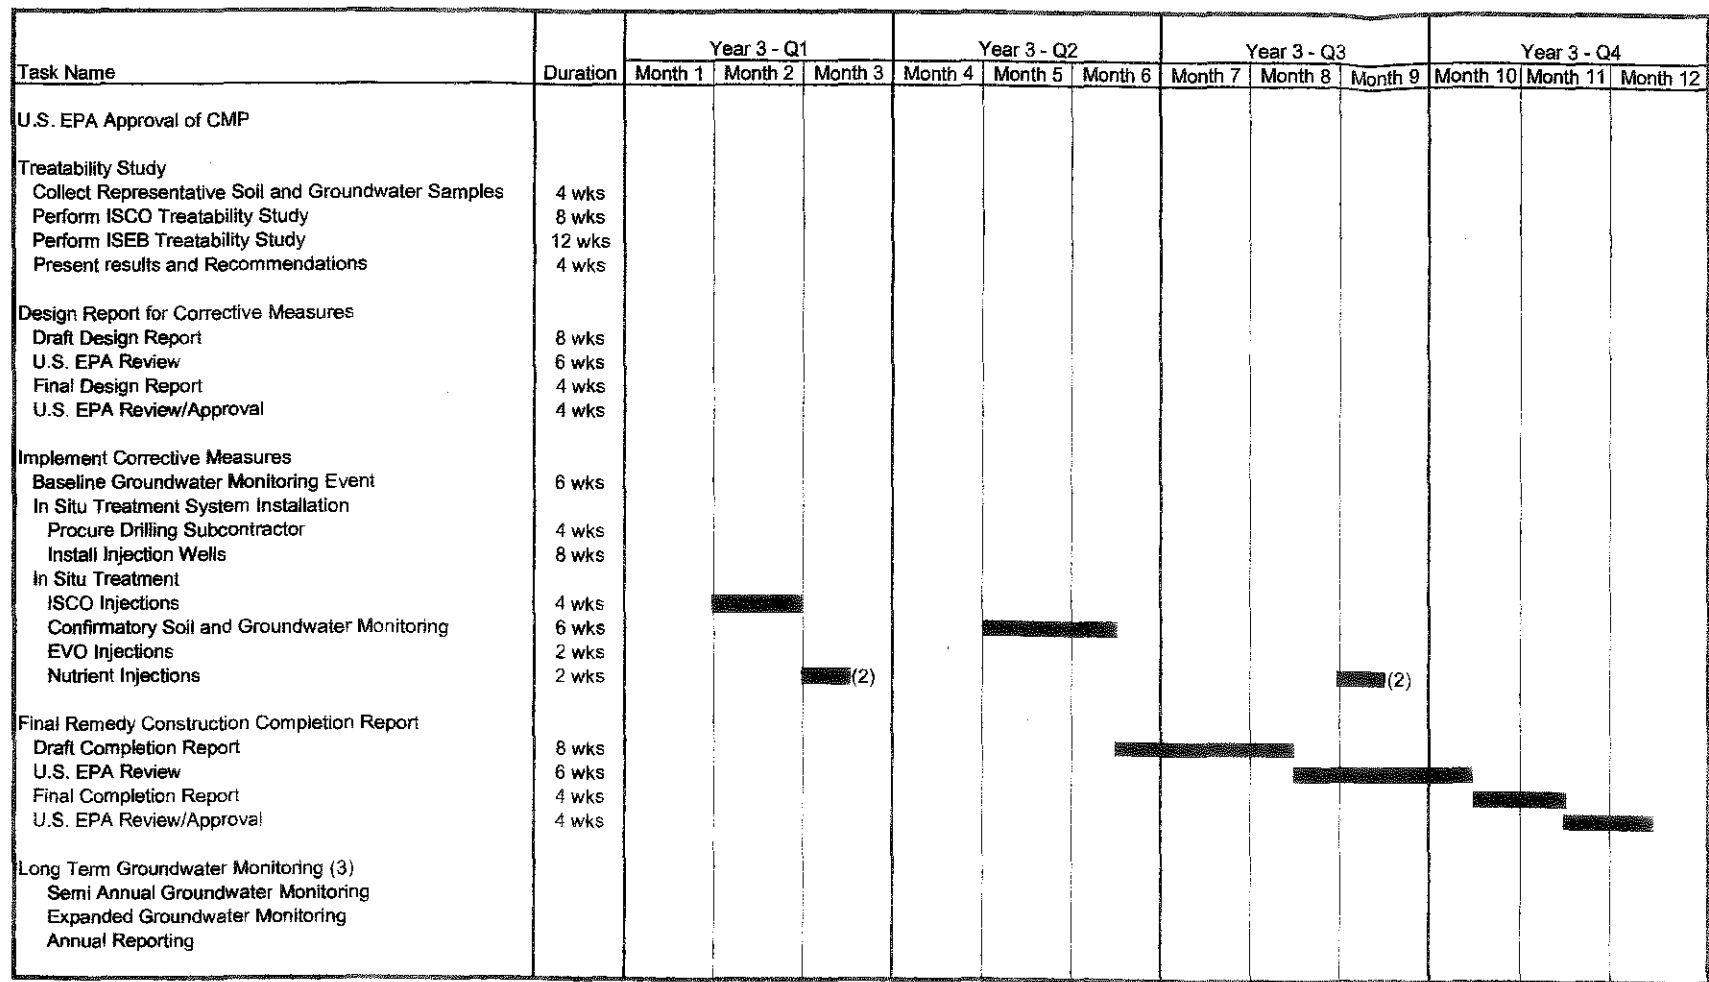 Year 3 - Q1 Year 3 - Q2 Year 3 - Q3 Year 3 - Q4
Task Name Duration Month 1 Month 2 Month 3 Month 4 Month 5 Month 6 Month 7 Month 8 Month 9 Month 10 Month 11 Month 12
U.S. EPA Approval of CMP
Treatability Study
Collect Representative Soil and Groundwater Samples 4 wks
Perform ISCO Treatability Study 8 wks
Perform ISEB Treatability Study 12 wks
Present results and Recommendations 4 wks
Design Report for Corrective Measures
Draft Design Report 8 wks
U.S. EPA Review 6 wks
Final Design Report 4 wks
U.S. EPA Review/Approval 4 wks
Implement Corrective Measures
Baseline Groundwater Monitoring Event 6 wks
In Situ Treatment System Installation
Procure Drilling Subcontractor 4 wks
Install Injection Wells 8 wks
In Situ Treatment
ISCO Injections 4 wks
Confirmatory Soil and Groundwater Monitoring 6 wks
EVO Injections 2 wks
Nutrient Injections 2 wks (2) (2)
Final Remedy Construction Completion Report
Draft Completion Report 8 wks
U.S. EPA Review 6 wks
Final Completion Report 4 wks
U.S. EPA Review/Approval 4 wks
Long Term Groundwater Monitoring (3)
Semi Annual Groundwater Monitoring
Expanded Groundwater Monitoring
Annual Reporting